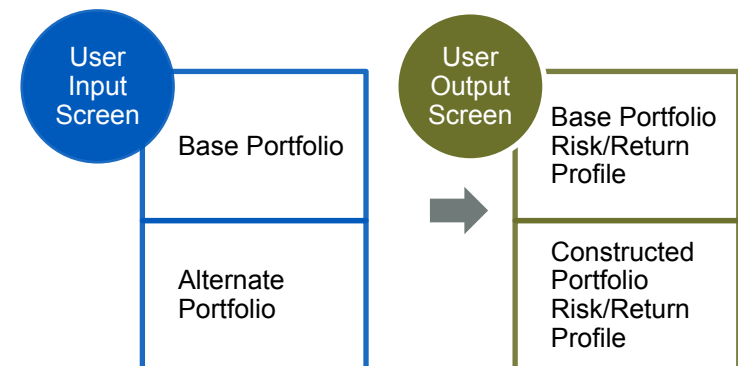 User
Input
Screen
Base Portfolio
Alternate
Portfolio
User
Output
Screen
Base Portfolio
Risk/Return
Profile
Constructed
Portfolio
Risk/Return
Profile